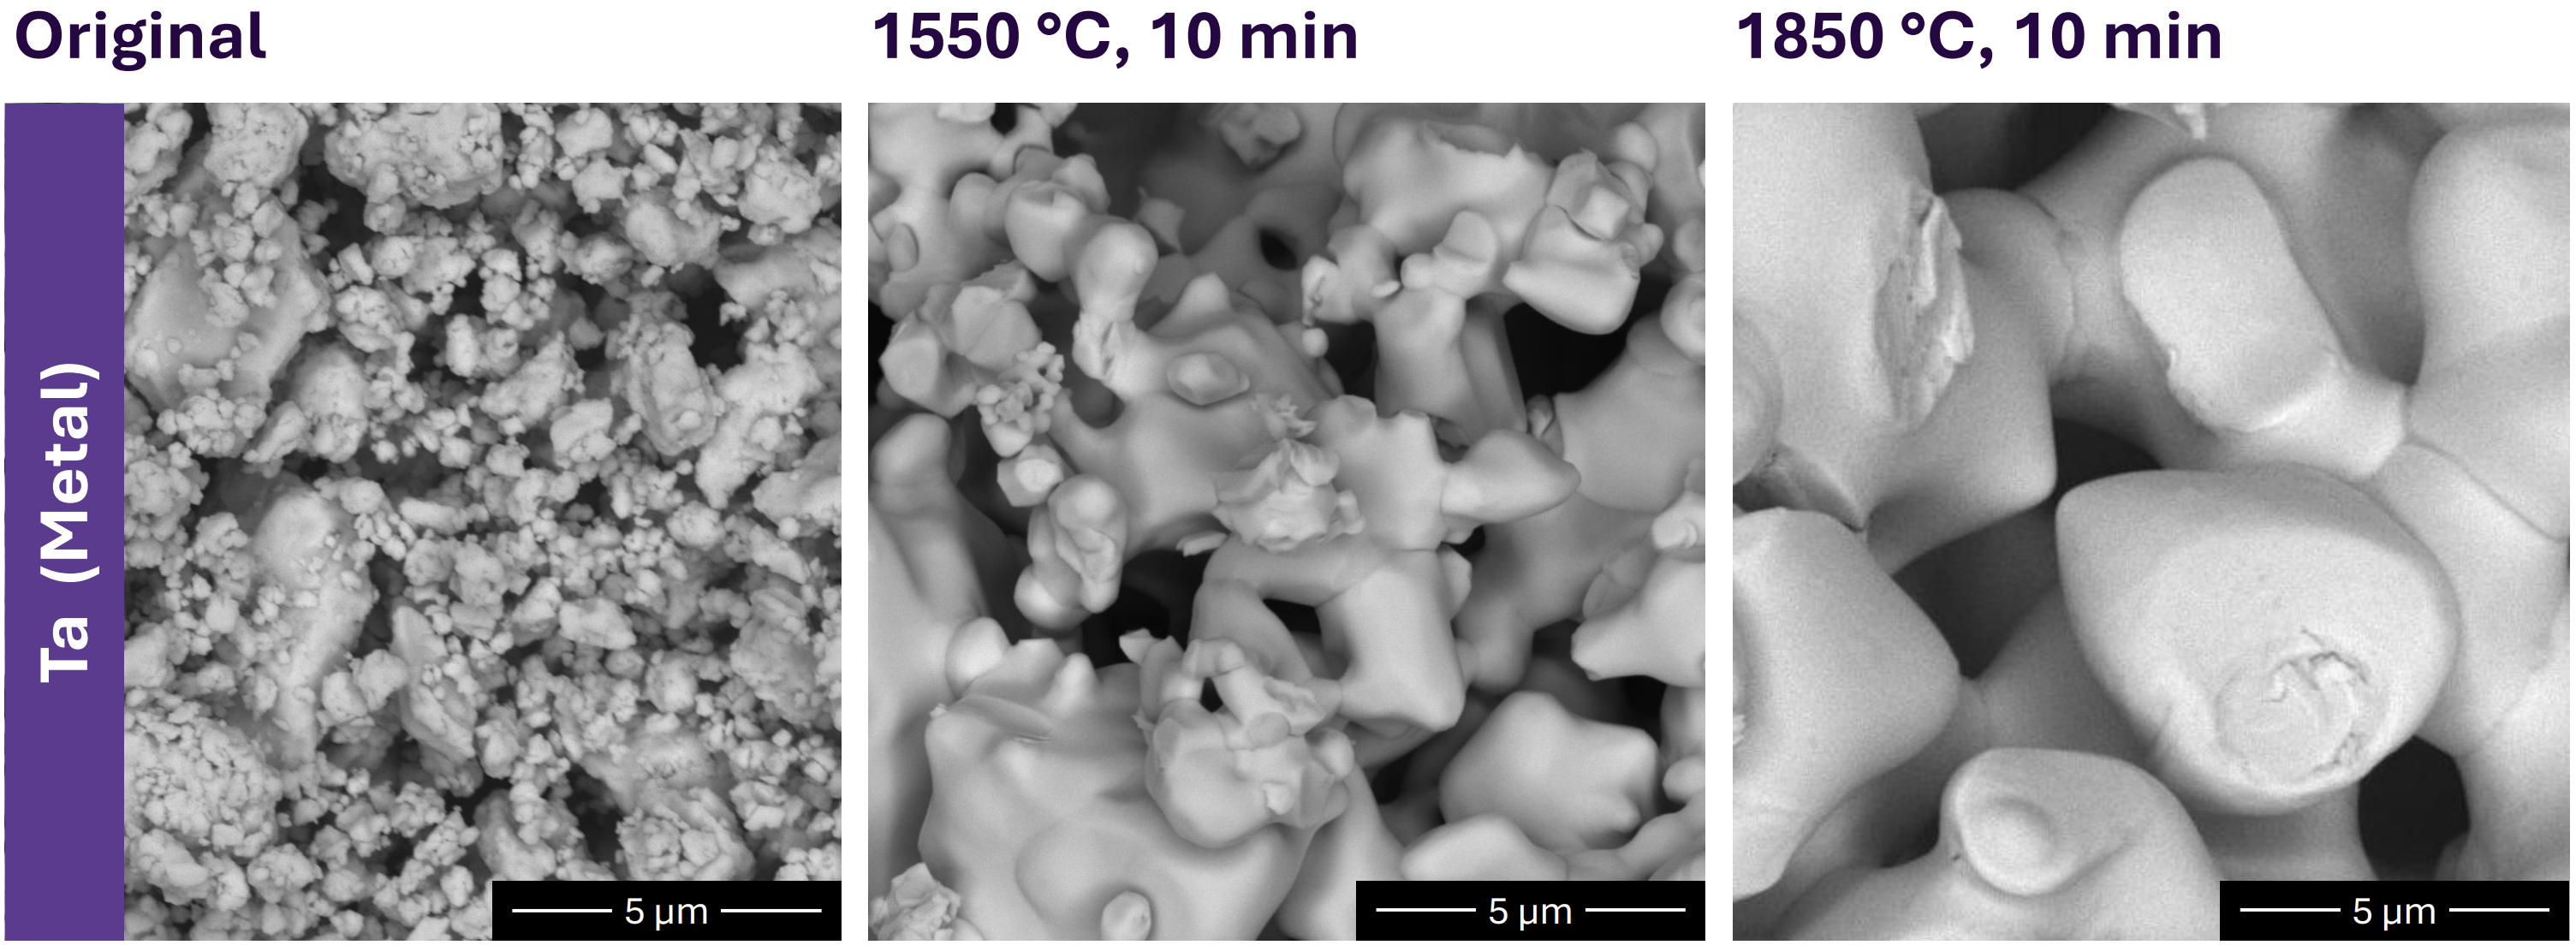 Original
1550 °C, 10 min
1850 °C, 10 min
Ta (Metal)
5 µm
5 µm
5 µm